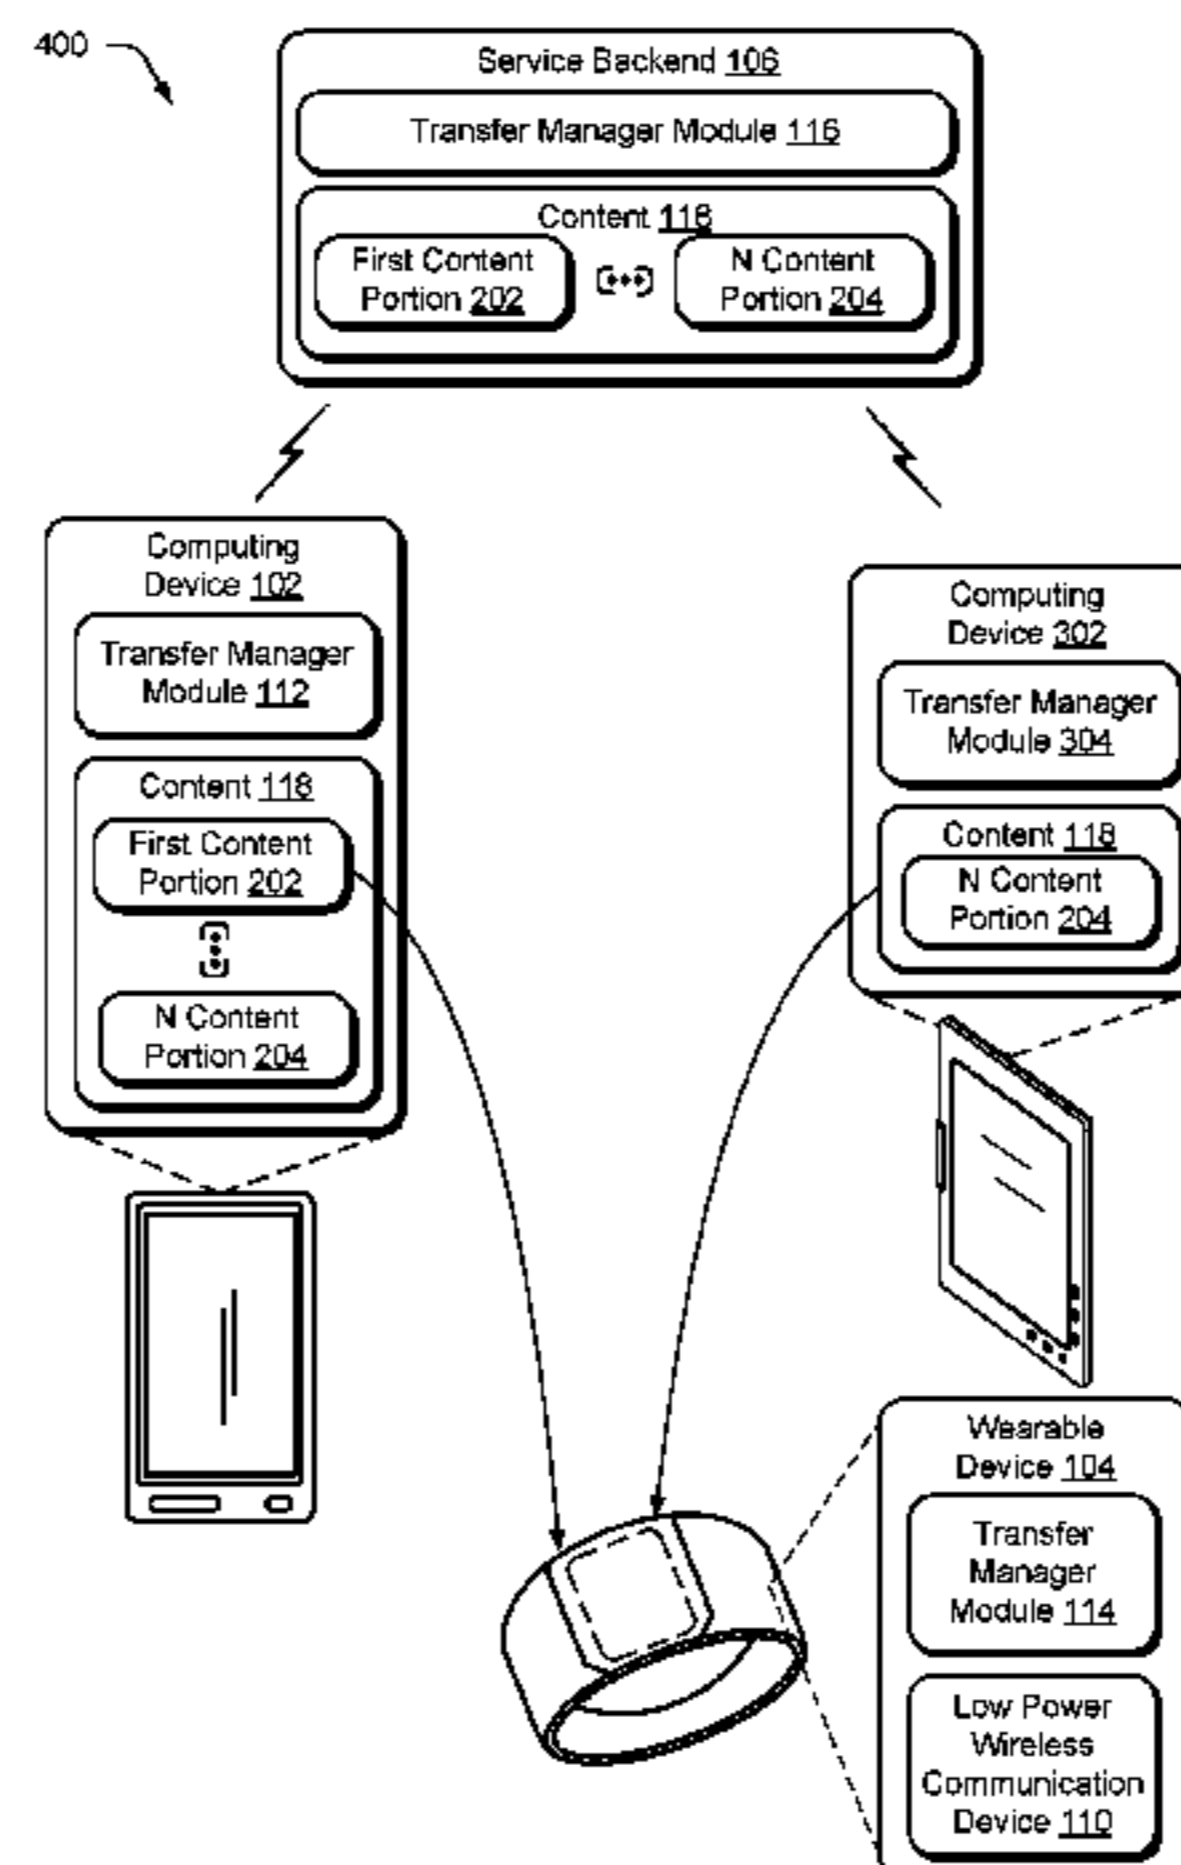 400
Service Backend 106
Transfer Manager Module 116
Content 118
First Content
Portion 202
N Content
Portion 204
Computing
Device 102
Transfer Manager
Module 112
Content 118
First Content
Portion 202
N Content
Portion 204
Computing
Device 302
Transfer Manager
Module 304
Content 118
N Content
Portion 204
Wearable
Device 104
Transfer
Manager
Module 114
Low Power
Wireless
Communication
Device 110